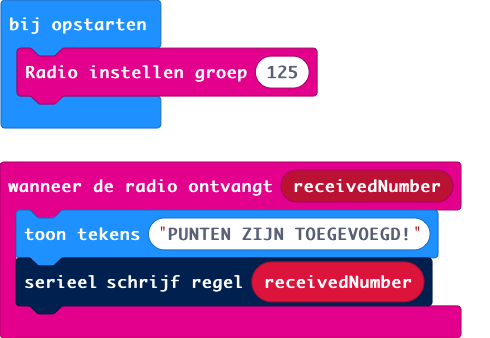 bij opstarten
Radio instellen groep 125
wanneer de radio ontvangt receivedNumber
toon tekens "PUNTEN ZIJN TOEGEVOEGD!"
serieel schrijf regel receivedNumber